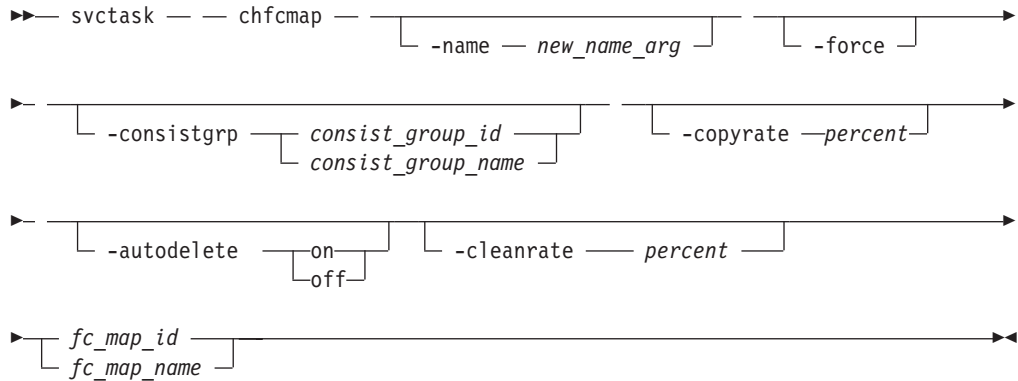 svctask chfcmap
-name new_name_arg -force
-consistgrp consist_group_id -copyrate percent
consist_group_name
-autodelete on -cleanrate percent
off
fc_map_id
fc_map_name